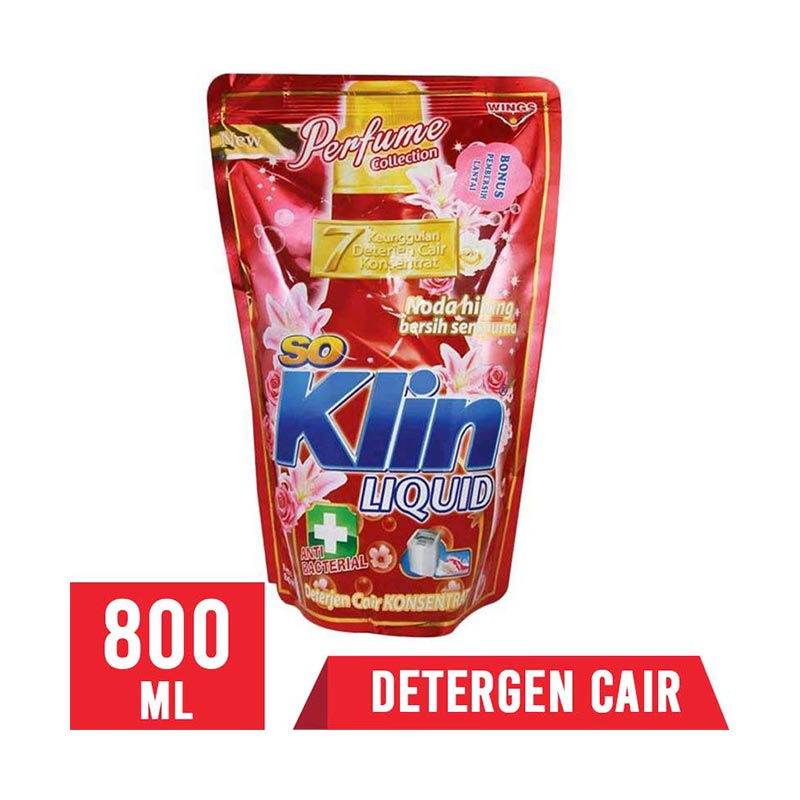 WINGS
New
Perfume
Collection
BONUS
PEMBERSIH
LANTAI
7
Keunggulan
Deterjen Cair
Konsentrat
Noda hilang
bersih sempurna
SO
Klin
LIQUID
ANTI
BACTERIAL
Deterjen Cair KONSENTRA
800
ML
DETERGEN CAIR